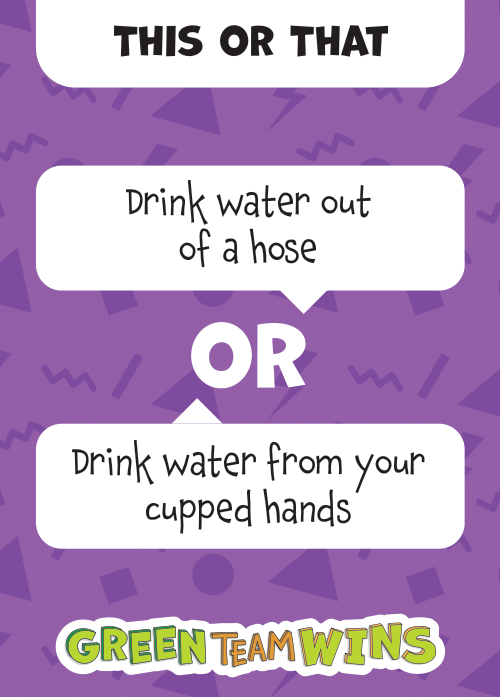 THIS OR THAT
Drink water out
of a hose
OR
Drink water from your
cupped hands
GREEN TEAM WINS